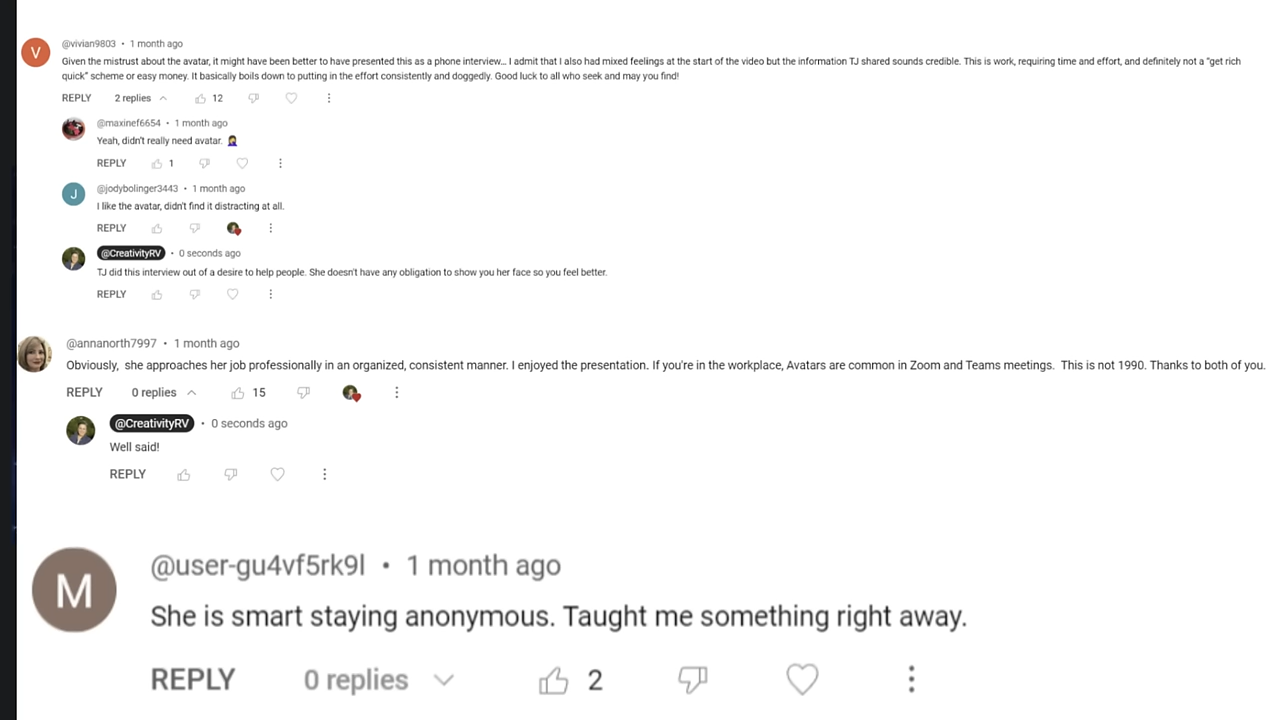 V
@vivian9803 • 1 month ago
Given the mistrust about the avatar, it might have been better to have presented this as a phone interview... I admit that I also had mixed feelings at the start of the video but the information TJ shared sounds credible. This is work, requiring time and effort, and definitely not a "get rich
quick" scheme or easy money. It basically boils down to putting in the effort consistently and doggedly. Good luck to all who seek and may you find!
REPLY 2 replies 12
@maxinef6654 • 1 month ago
Yeah, didn't really need avatar. 🤦‍♀️
REPLY 1
J
@jodybolinger3443 • 1 month ago
I like the avatar, didn't find it distracting at all.
REPLY
@CreativityRV • 0 seconds ago
TJ did this interview out of a desire to help people. She doesn't have any obligation to show you her face so you feel better.
REPLY
@annanorth7997 • 1 month ago
Obviously, she approaches her job professionally in an organized, consistent manner. I enjoyed the presentation. If you're in the workplace, Avatars are common in Zoom and Teams meetings. This is not 1990. Thanks to both of you.
REPLY 0 replies 15
@CreativityRV • 0 seconds ago
Well said!
REPLY
M
@user-gu4vf5rk9l • 1 month ago
She is smart staying anonymous. Taught me something right away.
REPLY 0 replies 2